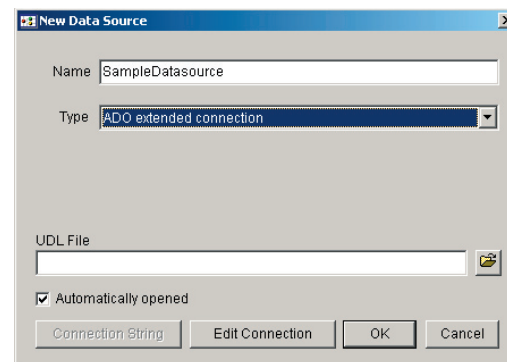 New Data Source
Name SampleDatasource
Type ADO extended connection
UDL File
Automatically opened
Connection String Edit Connection OK Cancel